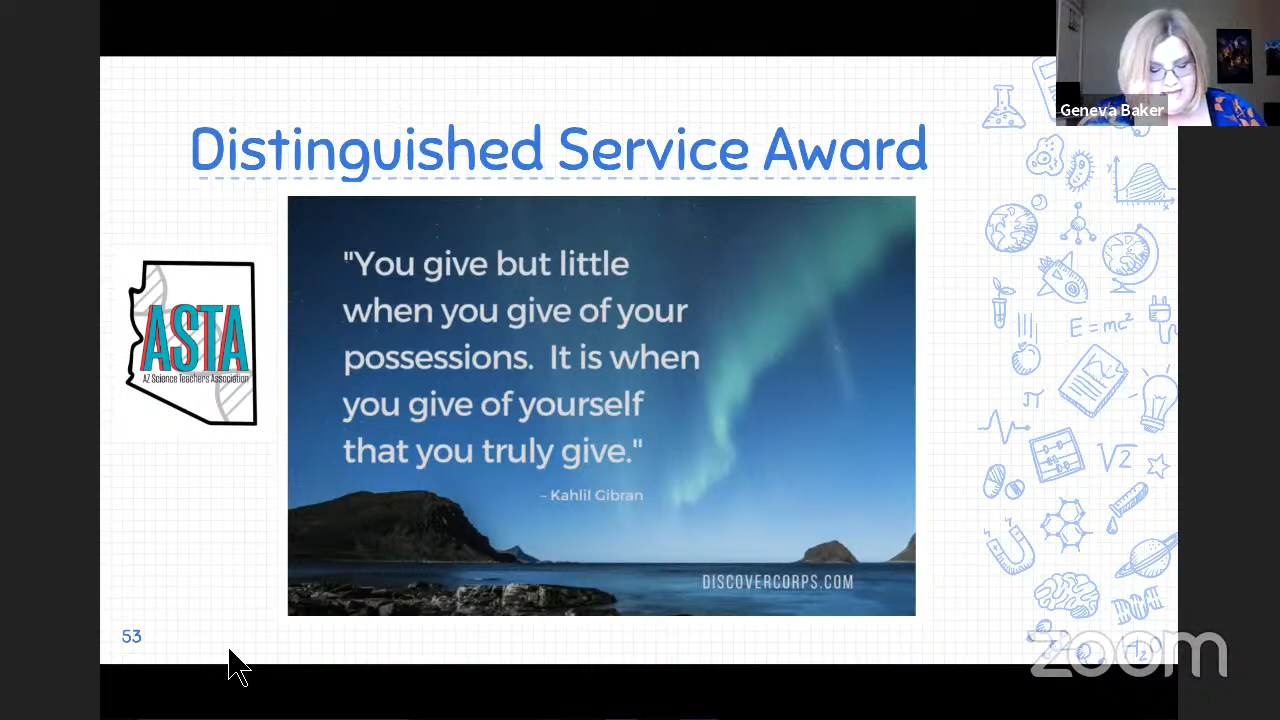 Geneva Baker
Distinguished Service Award
"You give but little
when you give of your
possessions. It is when
you give of yourself
that you truly give."
– Kahlil Gibran
DISCOVERCORPS.COM
ASTA
AZ Science Teachers Association
E=mc²
π
√2
H₂O
y
x
53
zoom